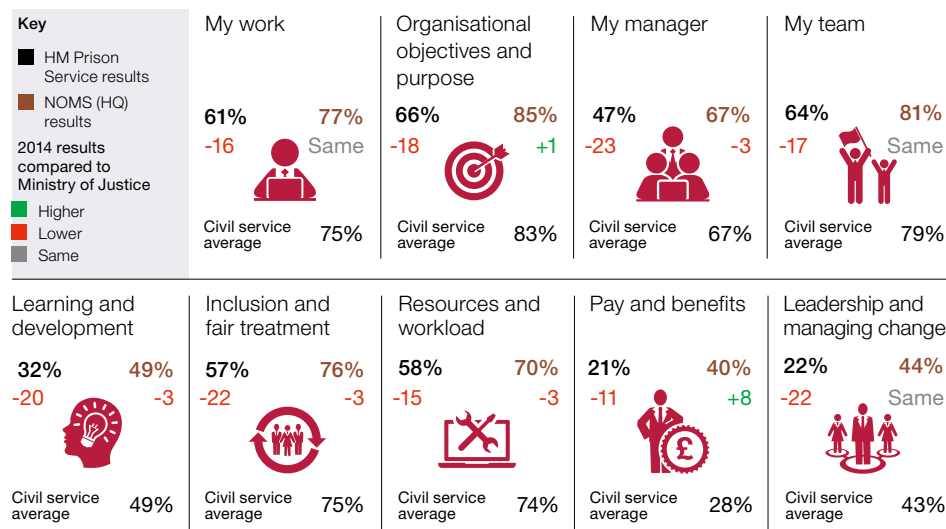 Key
HM Prison
Service results
NOMS (HQ)
results
2014 results
compared to
Ministry of Justice
Higher
Lower
Same
My work
61% 77%
-16 Same
Civil service
average 75%
Organisational
objectives and
purpose
66% 85%
-18 +1
Civil service
average 83%
My manager
47% 67%
-23 -3
Civil service
average 67%
My team
64% 81%
-17 Same
Civil service
average 79%
Learning and
development
32% 49%
-20 -3
Civil service
average 49%
Inclusion and
fair treatment
57% 76%
-22 -3
Civil service
average 75%
Resources and
workload
58% 70%
-15 -3
Civil service
average 74%
Pay and benefits
21% 40%
-11 +8
£
Civil service
average 28%
Leadership and
managing change
22% 44%
-22 Same
Civil service
average 43%